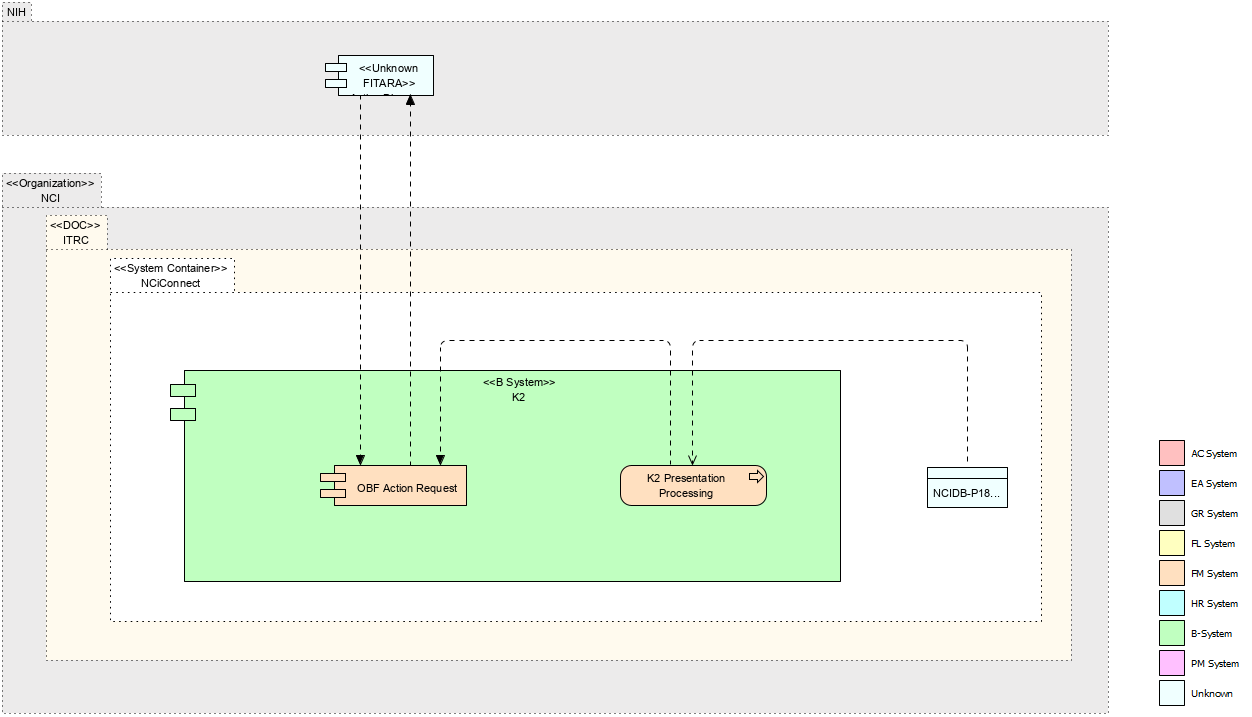 NIH
<<Unknown
FITARA>>
<<Organization>>
NCI
<<DOC>>
ITRC
<<System Container>>
NCiConnect
<<B System>>
K2
OBF Action Request
K2 Presentation
Processing
NCIDB-P18...
AC System
EA System
GR System
FL System
FM System
HR System
B-System
PM System
Unknown